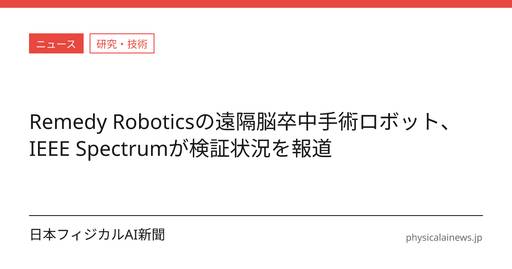 ニュース 研究・技術
Remedy Roboticsの遠隔脳卒中手術ロボット、
IEEE Spectrumが検証状況を報道
日本フィジカルAI新聞 physicalainews.jp